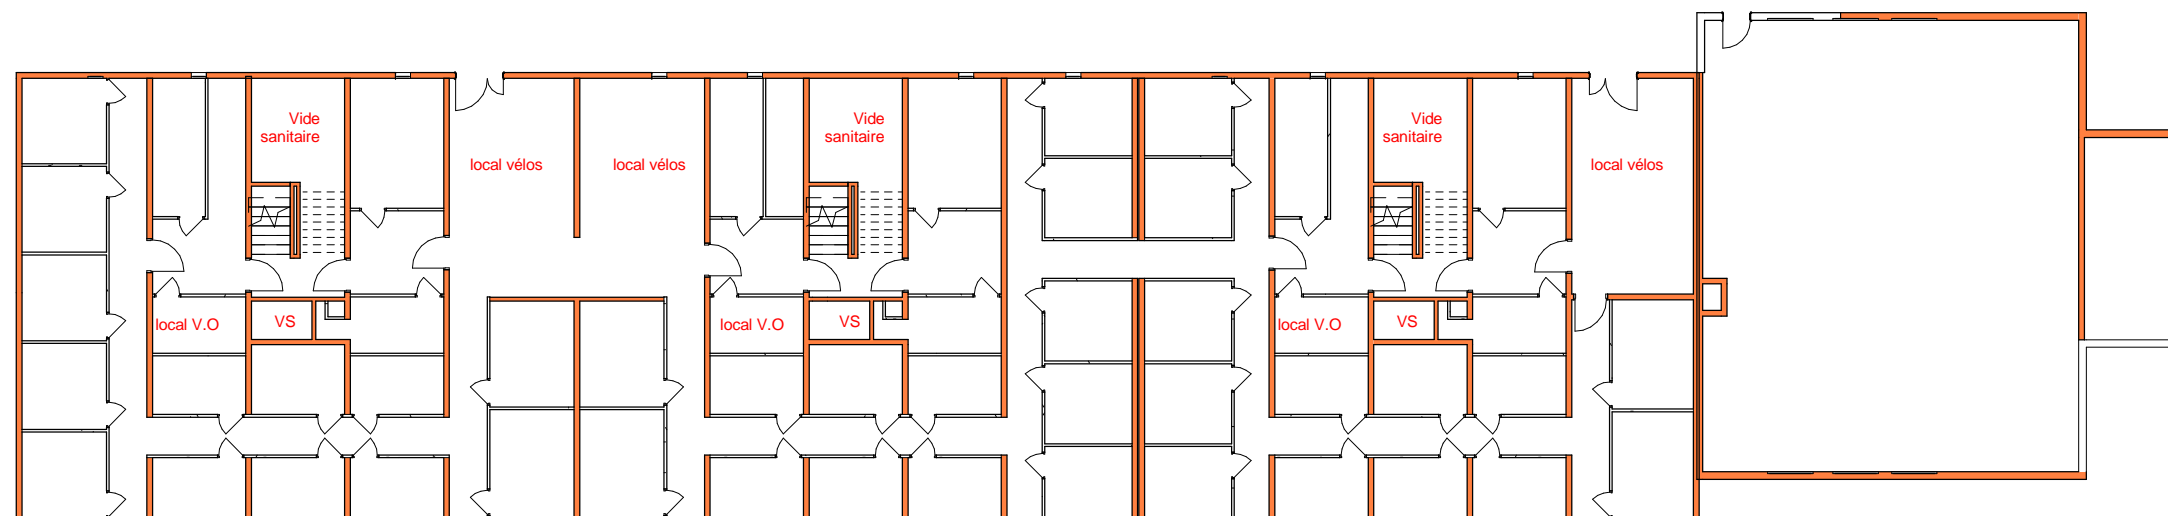 Vide
sanitaire
Vide
sanitaire
Vide
sanitaire
local vélos
local vélos
local vélos
local V.O
VS
local V.O
VS
local V.O
VS